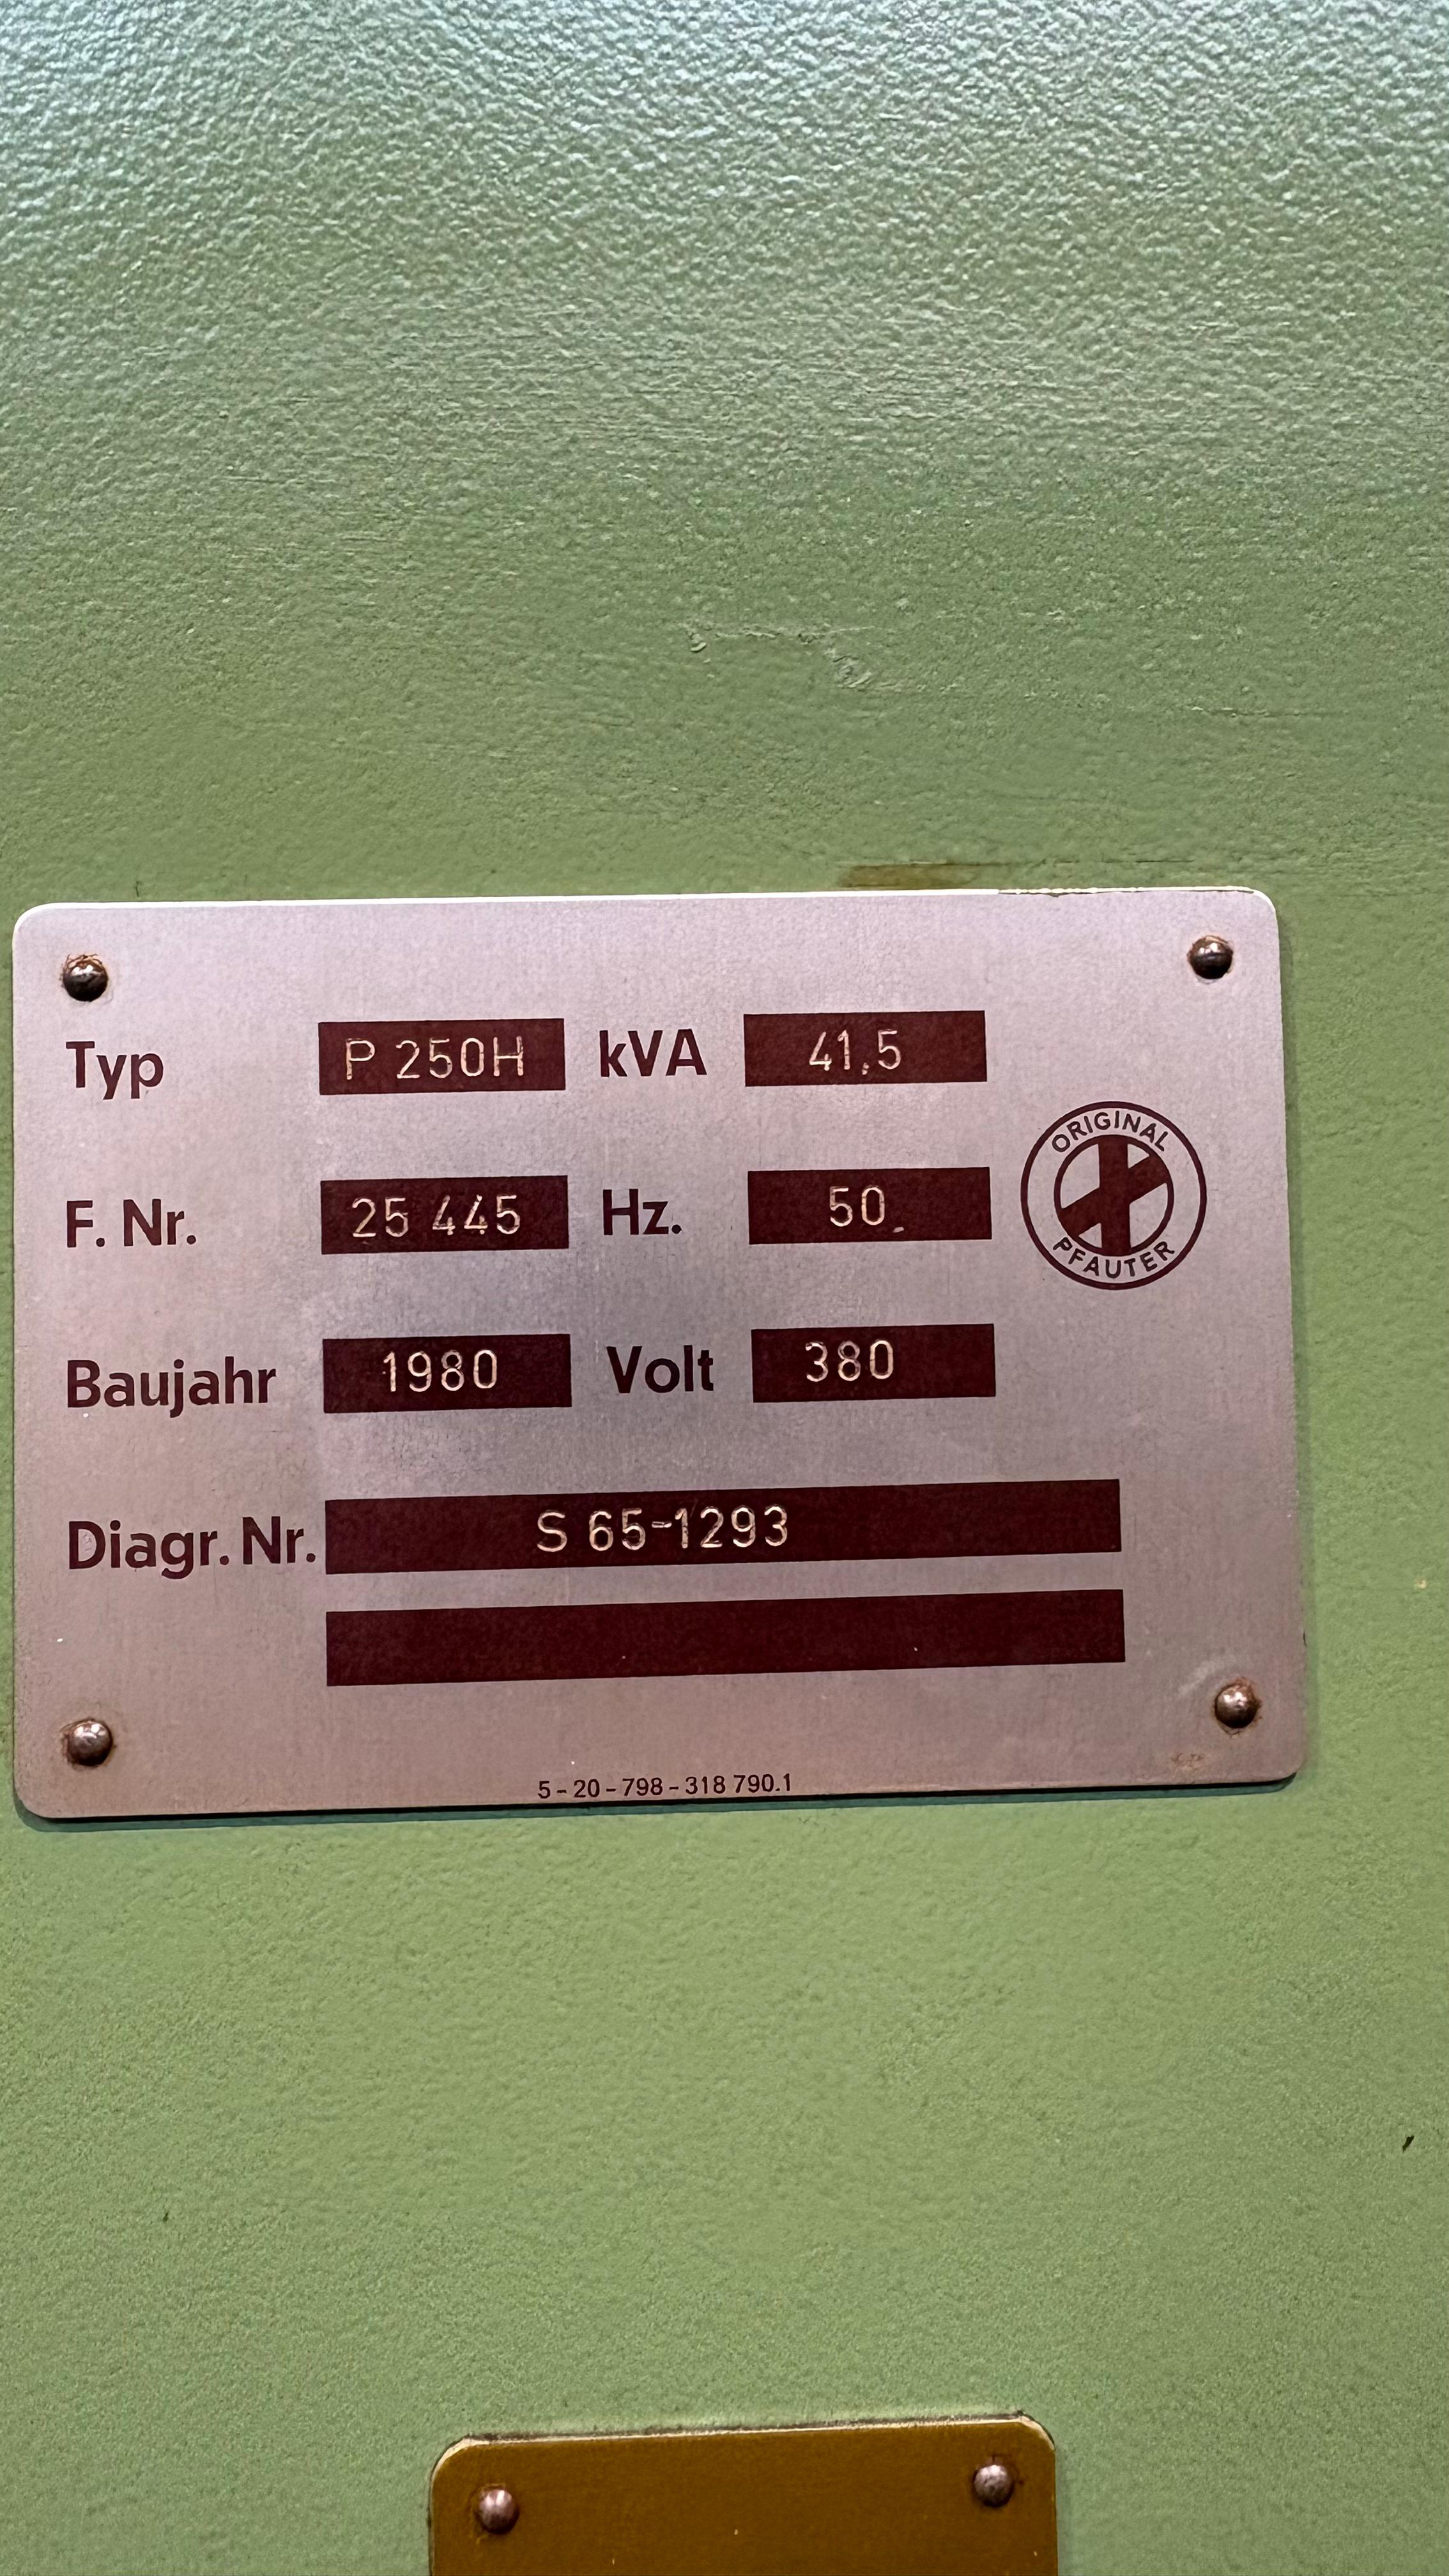 Typ P 250H kVA 41,5
F. Nr. 25 445 Hz. 50
Baujahr 1980 Volt 380
Diagr. Nr. S 65-1293
ORIGINAL
PFAUTER
5-20-798-318 790.1